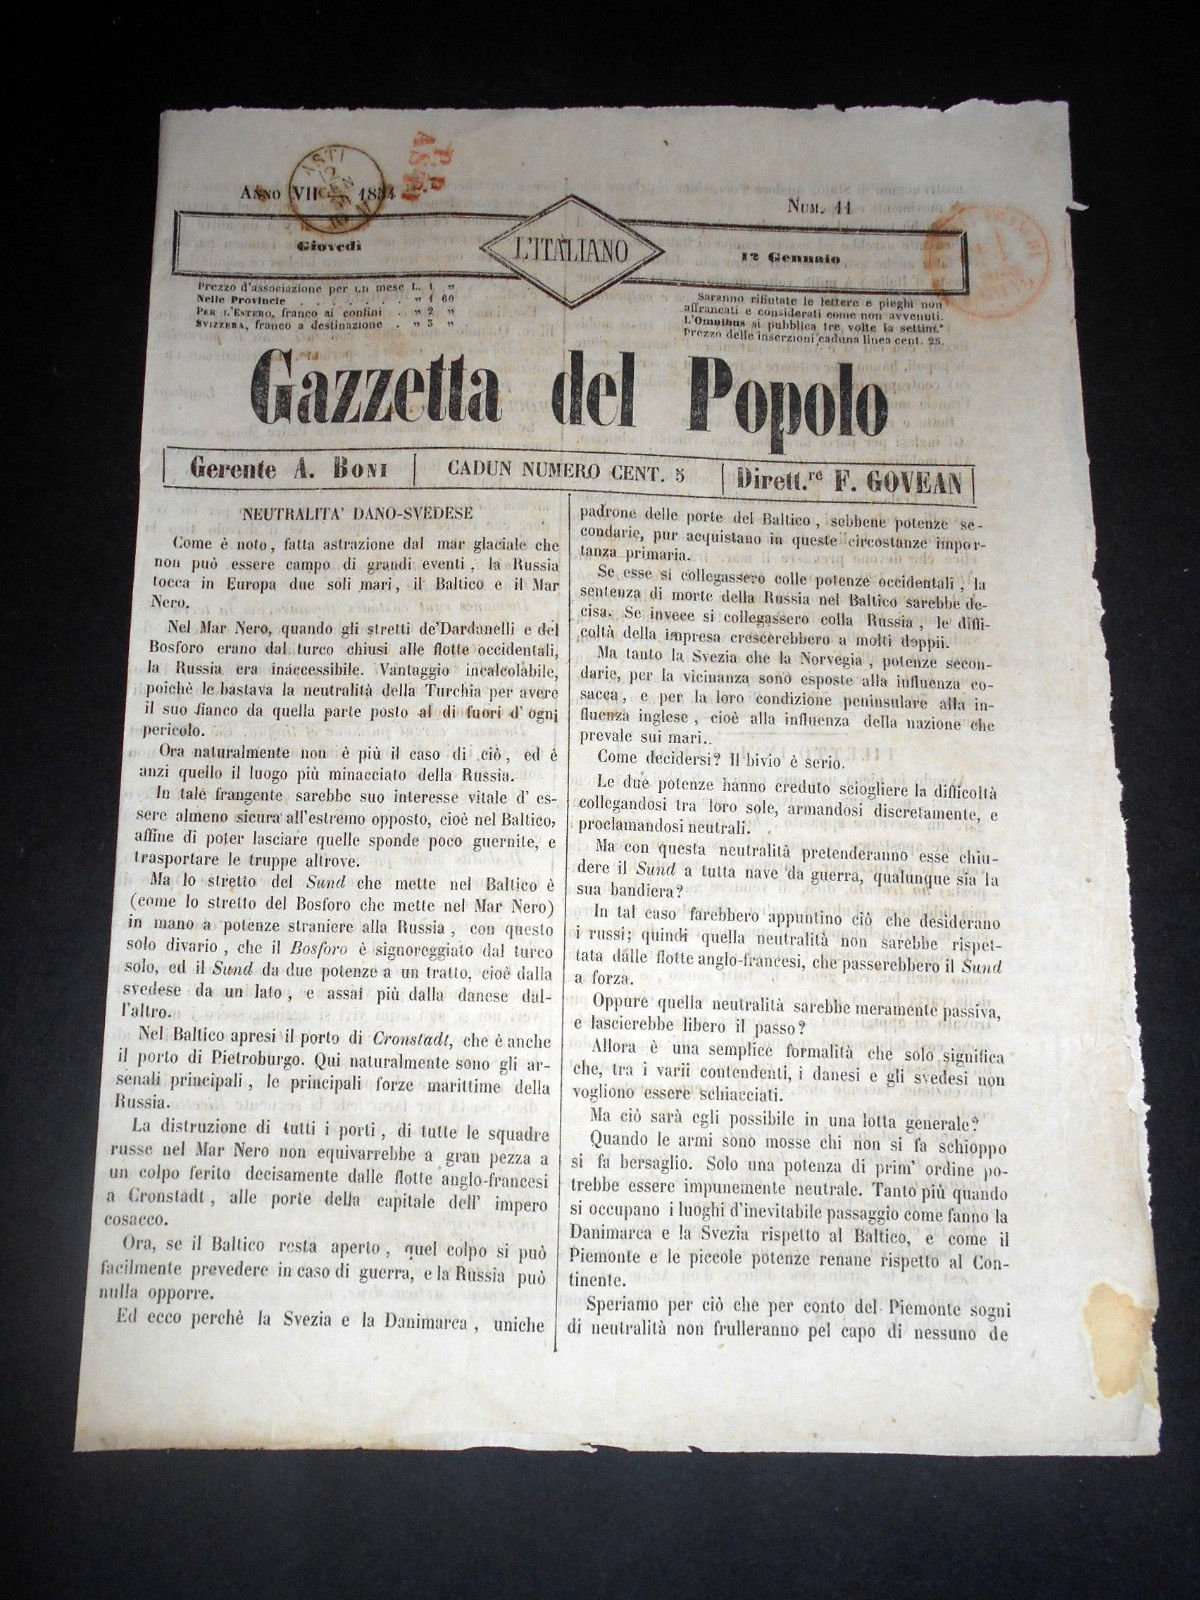 ASTI
P. P.
ASTI
Anno VII 1854
Num. 11
Giovedì
L'ITALIANO
12 Gennaio
Prezzo d'associazione per un mese L. 1 "
Nelle Provincie . . . . . . . " 1 60
Per l'Estero, franco ai confini . " 2 "
Svizzera, franco a destinazione . " 3 "
Saranno rifiutate le lettere e pieghi non
affrancati e considerati come non avvenuti.
L'Omnibus si pubblica tre volte la settim.ª
Prezzo delle inserzioni caduna linea cent. 25.
Gazzetta del Popolo
Gerente A. Boni
CADUN NUMERO CENT. 5
Dirett.re F. GOVEAN
NEUTRALITA' DANO-SVEDESE
Come è noto, fatta astrazione dal mar glaciale che
non può essere campo di grandi eventi, la Russia
tocca in Europa due soli mari, il Baltico e il Mar
Nero.
Nel Mar Nero, quando gli stretti de'Dardanelli e del
Bosforo erano dal turco chiusi alle flotte occidentali,
la Russia era inaccessibile. Vantaggio incalcolabile,
poichè le bastava la neutralità della Turchia per avere
il suo fianco da quella parte posto al di fuori d' ogni
pericolo.
Ora naturalmente non è più il caso di ciò, ed è
anzi quello il luogo più minacciato della Russia.
In tale frangente sarebbe suo interesse vitale d' es-
sere almeno sicura all'estremo opposto, cioè nel Baltico,
affine di poter lasciare quelle sponde poco guernite, e
trasportare le truppe altrove.
Ma lo stretto del Sund che mette nel Baltico è
(come lo stretto del Bosforo che mette nel Mar Nero)
in mano a potenze straniere alla Russia, con questo
solo divario, che il Bosforo è signoreggiato dal turco
solo, ed il Sund da due potenze a un tratto, cioè dalla
svedese da un lato, e assai più dalla danese dal-
l'altro.
Nel Baltico apresi il porto di Cronstadt, che è anche
il porto di Pietroburgo. Qui naturalmente sono gli ar-
senali principali, le principali forze marittime della
Russia.
La distruzione di tutti i porti, di tutte le squadre
russe nel Mar Nero non equivarrebbe a gran pezza a
un colpo ferito decisamente dalle flotte anglo-francesi
a Cronstadt, alle porte della capitale dell' impero
cosacco.
Ora, se il Baltico resta aperto, quel colpo si può
facilmente prevedere in caso di guerra, e la Russia può
nulla opporre.
Ed ecco perchè la Svezia e la Danimarca, uniche
padrone delle porte del Baltico, sebbene potenze se-
condarie, pur acquistano in queste circostanze impor-
tanza primaria.
Se esse si collegassero colle potenze occidentali, la
sentenza di morte della Russia nel Baltico sarebbe de-
cisa. Se invece si collegassero colla Russia, le diffi-
coltà della impresa crescerebbero a molti doppii.
Ma tanto la Svezia che la Norvegia, potenze secon-
darie, per la vicinanza sono esposte alla influenza co-
sacca, e per la loro condizione peninsulare alla in-
fluenza inglese, cioè alla influenza della nazione che
prevale sui mari.
Come decidersi? Il bivio è serio.
Le due potenze hanno creduto sciogliere la difficoltà
collegandosi tra loro sole, armandosi discretamente, e
proclamandosi neutrali.
Ma con questa neutralità pretenderanno esse chiu-
dere il Sund a tutta nave da guerra, qualunque sia la
sua bandiera?
In tal caso farebbero appuntino ciò che desiderano
i russi; quindi quella neutralità non sarebbe rispet-
tata dalle flotte anglo-francesi, che passerebbero il Sund
a forza.
Oppure quella neutralità sarebbe meramente passiva,
e lascierebbe libero il passo?
Allora è una semplice formalità che solo significa
che, tra i varii contendenti, i danesi e gli svedesi non
vogliono essere schiacciati.
Ma ciò sarà egli possibile in una lotta generale?
Quando le armi sono mosse chi non si fa schioppo
si fa bersaglio. Solo una potenza di prim' ordine po-
trebbe essere impunemente neutrale. Tanto più quando
si occupano i luoghi d'inevitabile passaggio come fanno la
Danimarca e la Svezia rispetto al Baltico, e come il
Piemonte e le piccole potenze renane rispetto al Con-
tinente.
Speriamo per ciò che per conto del Piemonte sogni
di neutralità non frulleranno pel capo di nessuno de